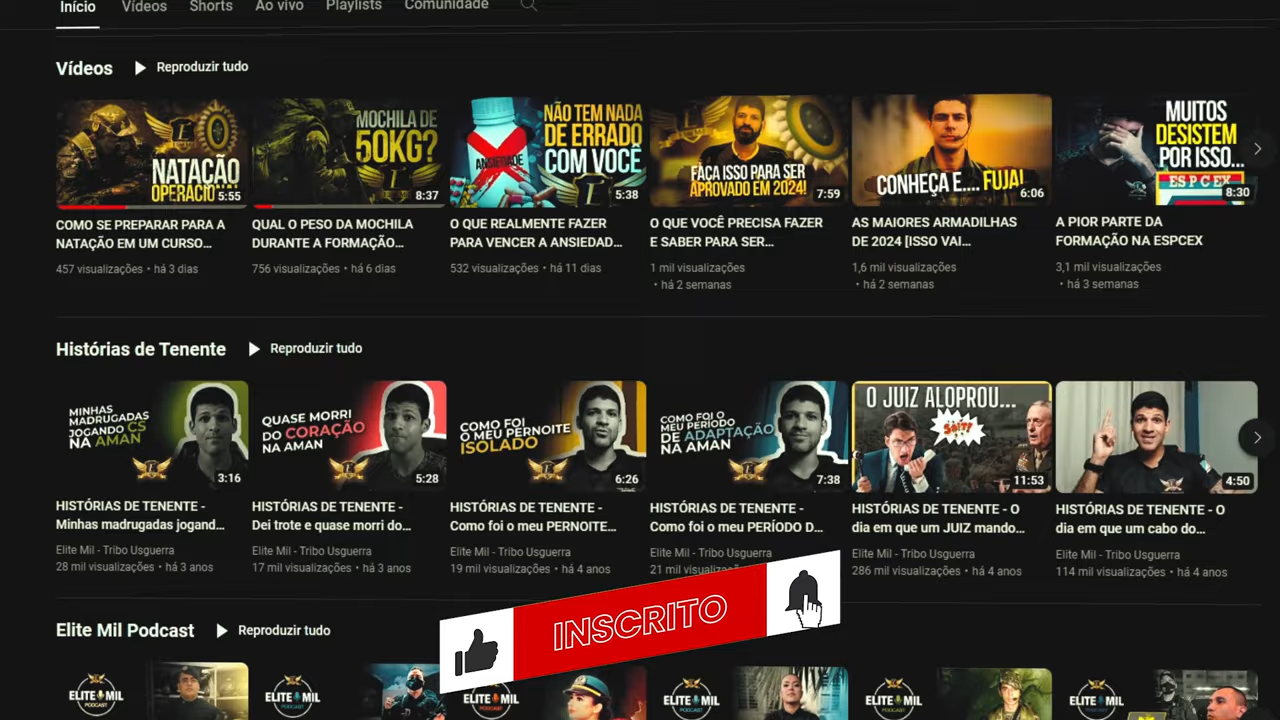 Início Vídeos Shorts Ao vivo Playlists Comunidade
Vídeos Reproduzir tudo
NATAÇÃO
5:55
MOCHILA DE
50KG?
8:37
ANSIEDADE
NÃO TEM NADA
DE ERRADO
COM VOCÊ
5:38
FAÇA ISSO PARA SER
APROVADO EM 2024!
7:59
CONHEÇA E.... FUJA!
6:06
MUITOS
DESISTEM
POR ISSO...
ESPCEX
8:30
COMO SE PREPARAR PARA A
NATAÇÃO EM UM CURSO...
457 visualizações • há 3 dias
QUAL O PESO DA MOCHILA
DURANTE A FORMAÇÃO...
756 visualizações • há 6 dias
O QUE REALMENTE FAZER
PARA VENCER A ANSIEDAD...
532 visualizações • há 11 dias
O QUE VOCÊ PRECISA FAZER
E SABER PARA SER...
1 mil visualizações
• há 2 semanas
AS MAIORES ARMADILHAS
DE 2024 [ISSO VAI...
1,6 mil visualizações
• há 2 semanas
A PIOR PARTE DA
FORMAÇÃO NA ESPCEX
3,1 mil visualizações
• há 3 semanas
Histórias de Tenente Reproduzir tudo
MINHAS
MADRUGADAS
JOGANDO CS
NA AMAN
3:16
QUASE MORRI
DO CORAÇÃO
NA AMAN
5:28
COMO FOI
O MEU PERNOITE
ISOLADO
6:26
COMO FOI O
MEU PERÍODO
DE ADAPTAÇÃO
NA AMAN
7:38
O JUIZ ALOPROU...
11:53
4:50
HISTÓRIAS DE TENENTE -
Minhas madrugadas jogand...
Elite Mil - Tribo Usguerra
28 mil visualizações • há 3 anos
HISTÓRIAS DE TENENTE -
Dei trote e quase morri do...
Elite Mil - Tribo Usguerra
17 mil visualizações • há 3 anos
HISTÓRIAS DE TENENTE -
Como foi o meu PERNOITE...
Elite Mil - Tribo Usguerra
19 mil visualizações • há 4 anos
HISTÓRIAS DE TENENTE -
Como foi o meu PERÍODO D...
Elite Mil - Tribo Usguerra
21 mil
HISTÓRIAS DE TENENTE - O
dia em que um JUIZ mando...
Elite Mil - Tribo Usguerra
286 mil visualizações • há 4 anos
HISTÓRIAS DE TENENTE - O
dia em que um cabo do...
Elite Mil - Tribo Usguerra
114 mil visualizações • há 4 anos
INSCRITO
Elite Mil Podcast Reproduzir tudo
ELITE MIL
PODCAST
ELITE MIL
PODCAST
ELITE MIL
PODCAST
ELITE MIL
PODCAST
ELITE MIL
PODCAST
ELITE MIL
PODCAST